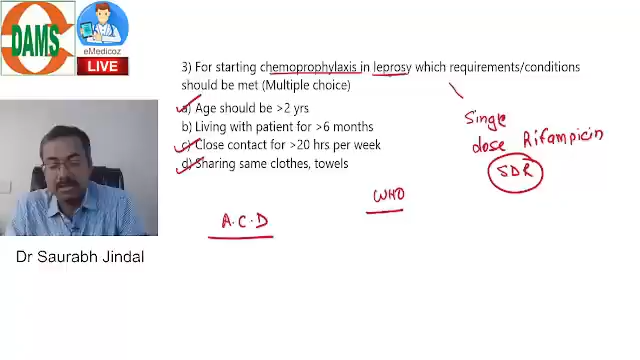 DAMS
eMedicoz
LIVE
3) For starting chemoprophylaxis in leprosy which requirements/conditions
should be met (Multiple choice)
a) Age should be >2 yrs
b) Living with patient for >6 months
c) Close contact for >20 hrs per week
d) Sharing same clothes, towels
Single
dose Rifampicin
SDR
WHO
A.C.D
Dr Saurabh Jindal